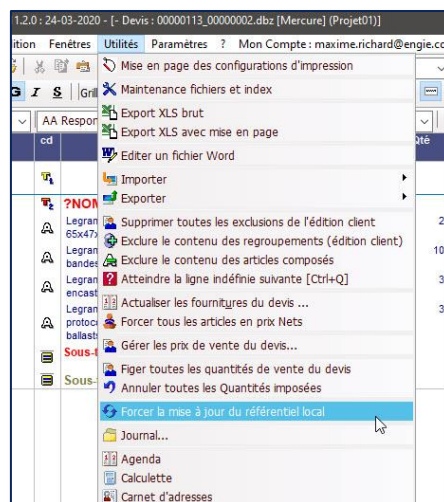 1.2.0 : 24-03-2020 - [- Devis : 00000113_00000002.dbz [Mercure] (Projet01)]
ition Fenêtres Utilités Paramètres ? Mon Compte : maxime.richard@engie.c
Mise en page des configurations d'impression
G I S Gril
Maintenance fichiers et index
AA Respor
Export XLS brut
Export XLS avec mise en page
cd
Qté
Editer un fichier Word
Importer
Exporter
?NOM
Legran
65x47x
Supprimer toutes les exclusions de l'édition client
2
Exclure le contenu des regroupements (édition client)
Legran
bandes
Exclure le contenu des articles composés
10
Atteindre la ligne indéfinie suivante [Ctrl+Q]
Legran
encast
3
Actualiser les fournitures du devis ...
Forcer tous les articles en prix Nets
Legran
protoc
ballasts
3
Gérer les prix de vente du devis...
Sous-t
Figer toutes les quantités de vente du devis
Sous-
Annuler toutes les Quantités imposées
Forcer la mise à jour du référentiel local
Journal...
Agenda
Calculette
Carnet d'adresses